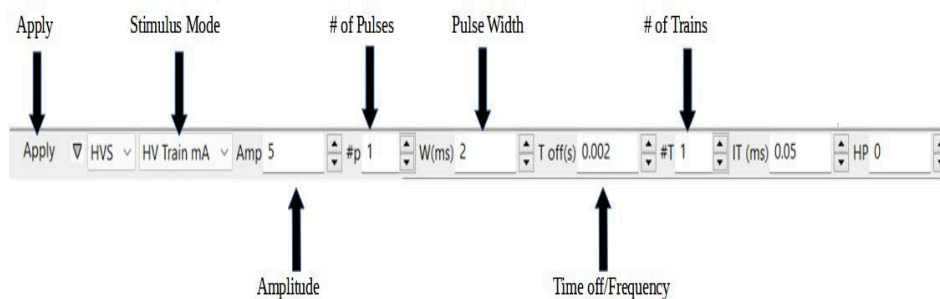 Apply Stimulus Mode # of Pulses Pulse Width # of Trains
Apply HVS HV Train mA Amp 5 #p 1 W(ms) 2 T off(s) 0.002 #T 1 IT (ms) 0.05 HP 0
Amplitude Time off/Frequency